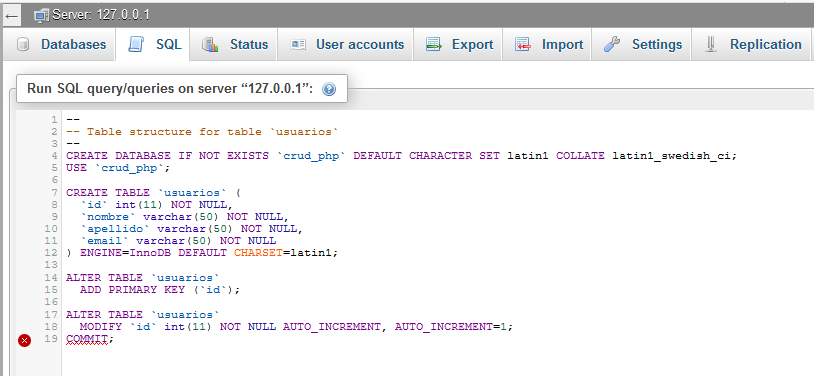 Server: 127.0.0.1
Databases SQL Status User accounts Export Import Settings Replication
Run SQL query/queries on server “127.0.0.1”:
1 --
2 -- Table structure for table `usuarios`
3 --
4 CREATE DATABASE IF NOT EXISTS `crud_php` DEFAULT CHARACTER SET latin1 COLLATE latin1_swedish_ci;
5 USE `crud_php`;
6
7 CREATE TABLE `usuarios` (
8   `id` int(11) NOT NULL,
9   `nombre` varchar(50) NOT NULL,
10   `apellido` varchar(50) NOT NULL,
11   `email` varchar(50) NOT NULL
12 ) ENGINE=InnoDB DEFAULT CHARSET=latin1;
13
14 ALTER TABLE `usuarios`
15   ADD PRIMARY KEY (`id`);
16
17 ALTER TABLE `usuarios`
18   MODIFY `id` int(11) NOT NULL AUTO_INCREMENT, AUTO_INCREMENT=1;
19 COMMIT;